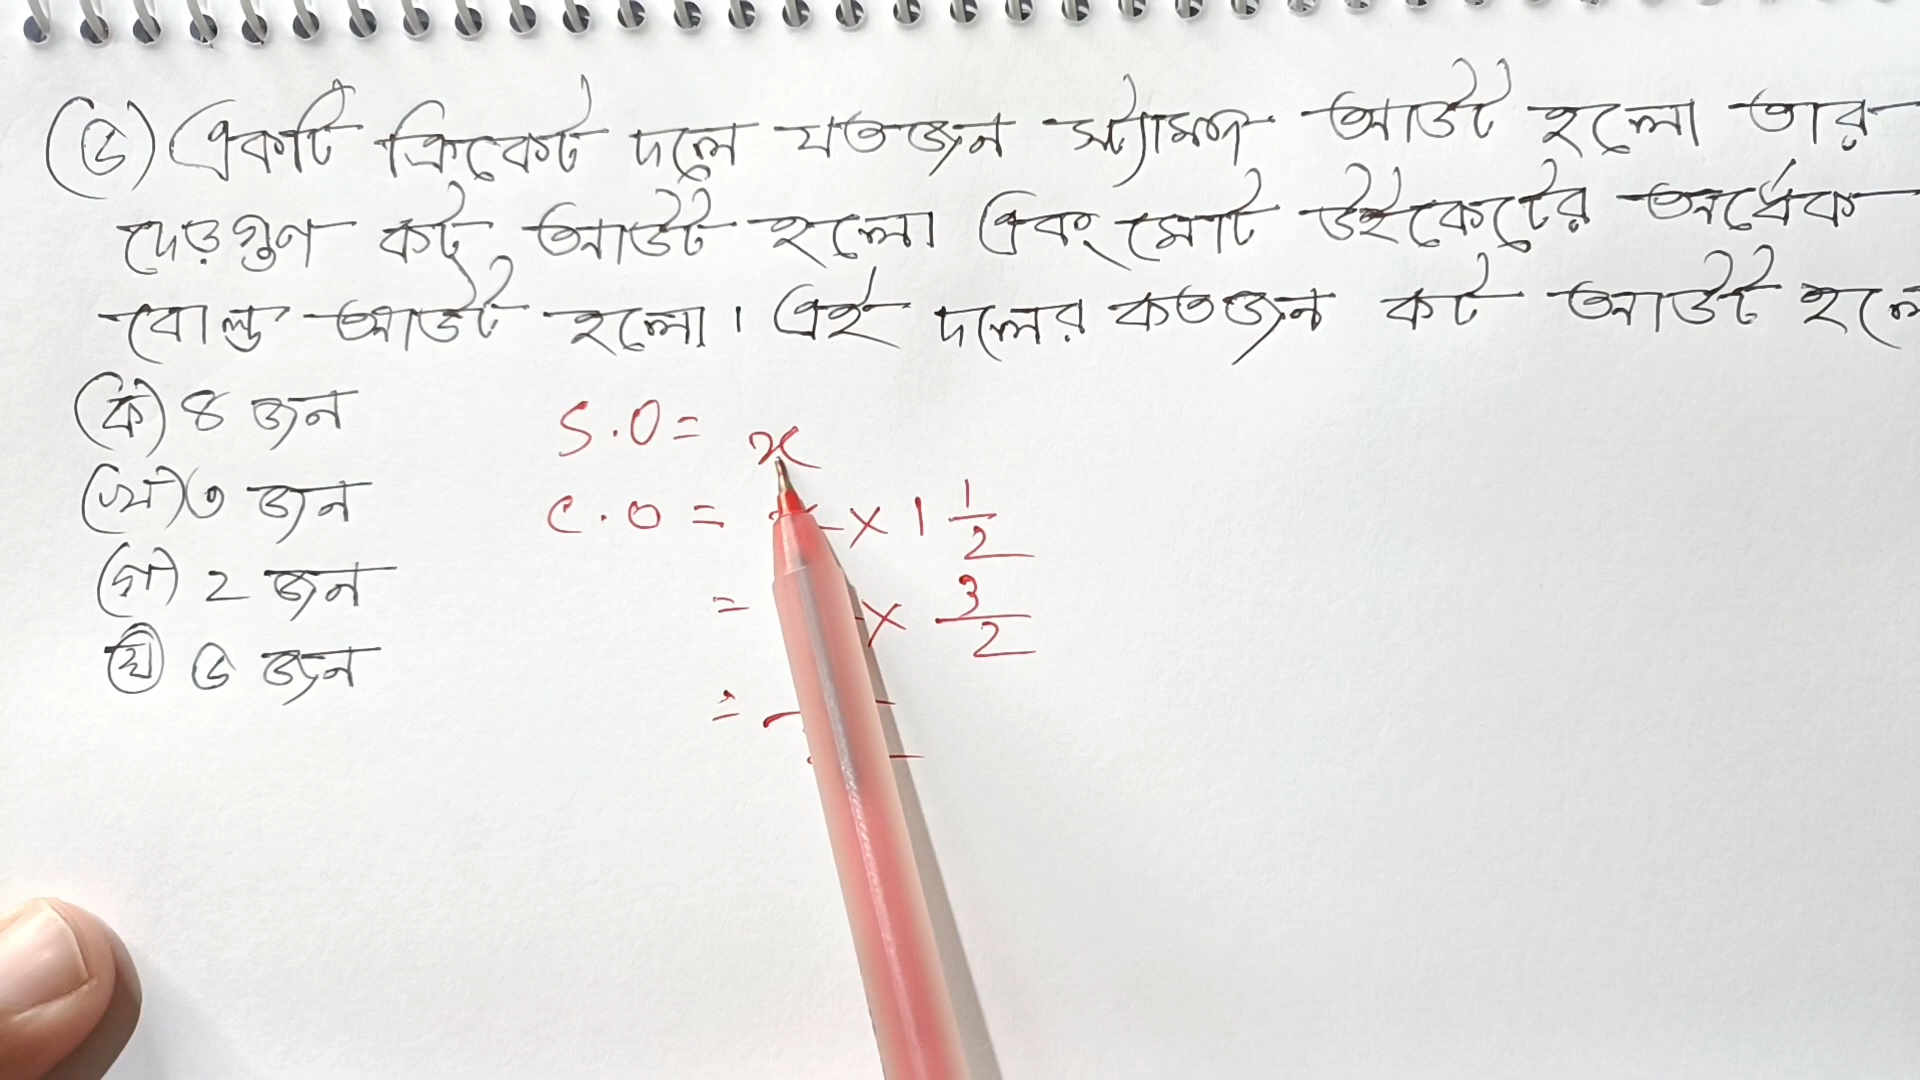 (৬) একটি ক্রিকেট দলে যতজন স্ট্যাম্প আউট হলো তার
দেড়গুণ কট আউট হলো এবং মোট উইকেটের অর্ধেক
বোল্ড আউট হলো। এই দলের কতজন কট আউট হলো
(ক) ৪ জন
(খ) ৩ জন
(গ) ২ জন
(ঘ) ৬ জন
S.O = x
C.O = × 1 1/2
= × 3/2
=